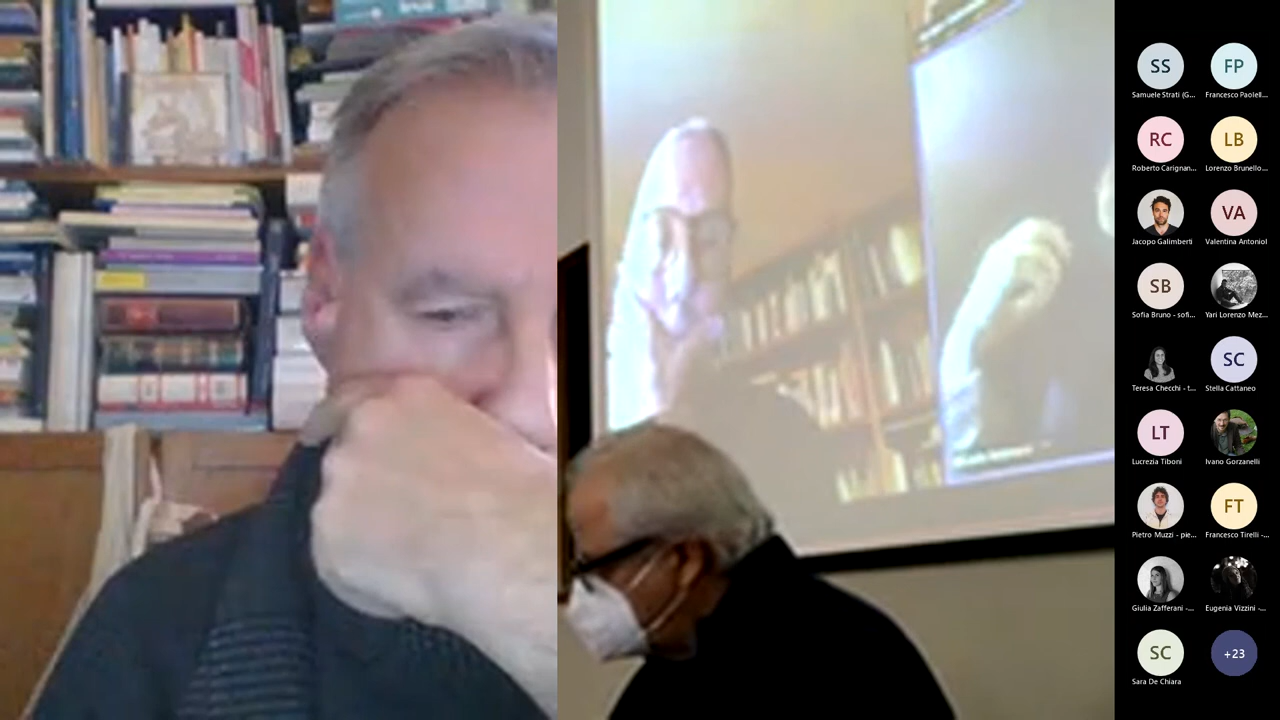 SS FP
Samuele Strati (G... Francesco Paolell...
RC LB
Roberto Carignan... Lorenzo Brunello...
VA
Jacopo Galimberti Valentina Antoniol
SB
Sofia Bruno - sofi... Yari Lorenzo Mez...
SC
Teresa Checchi - t... Stella Cattaneo
LT
Lucrezia Tiboni Ivano Gorzanelli
FT
Pietro Muzzi - pie... Francesco Tirelli -...
Giulia Zafferani -... Eugenia Vizzini -...
SC +23
Sara De Chiara